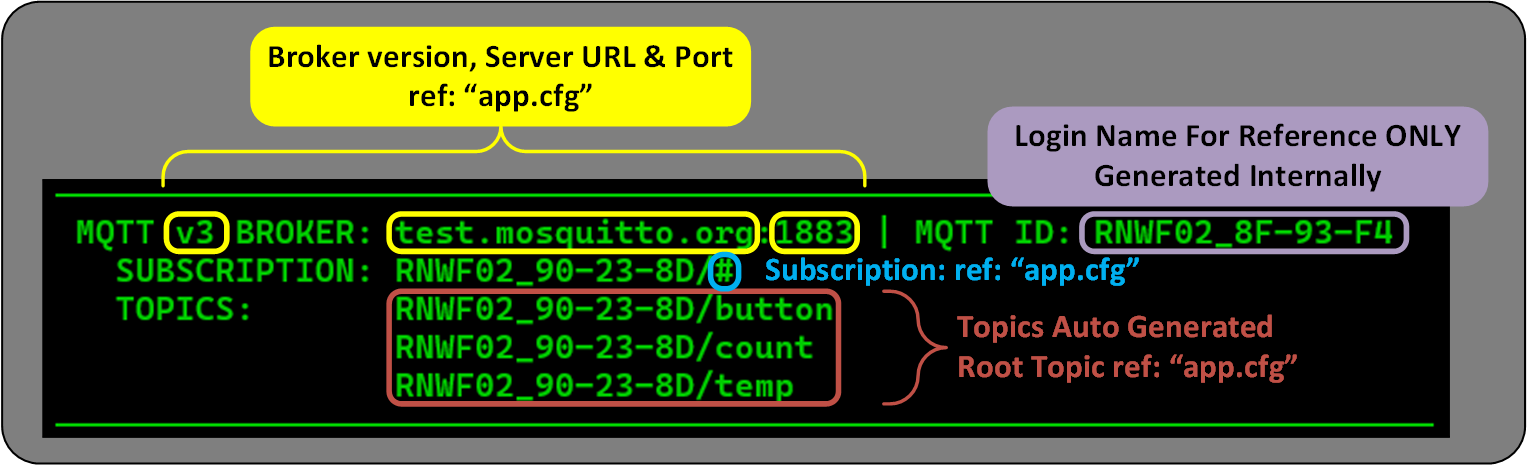 Broker version, Server URL & Port
ref: “app.cfg”
Login Name For Reference ONLY
Generated Internally
MQTT v3 BROKER: test.mosquitto.org:1883 | MQTT ID: RNWF02_8F-93-F4
SUBSCRIPTION: RNWF02_90-23-8D/# Subscription: ref: “app.cfg”
TOPICS: RNWF02_90-23-8D/button
RNWF02_90-23-8D/count
RNWF02_90-23-8D/temp
Topics Auto Generated
Root Topic ref: “app.cfg”